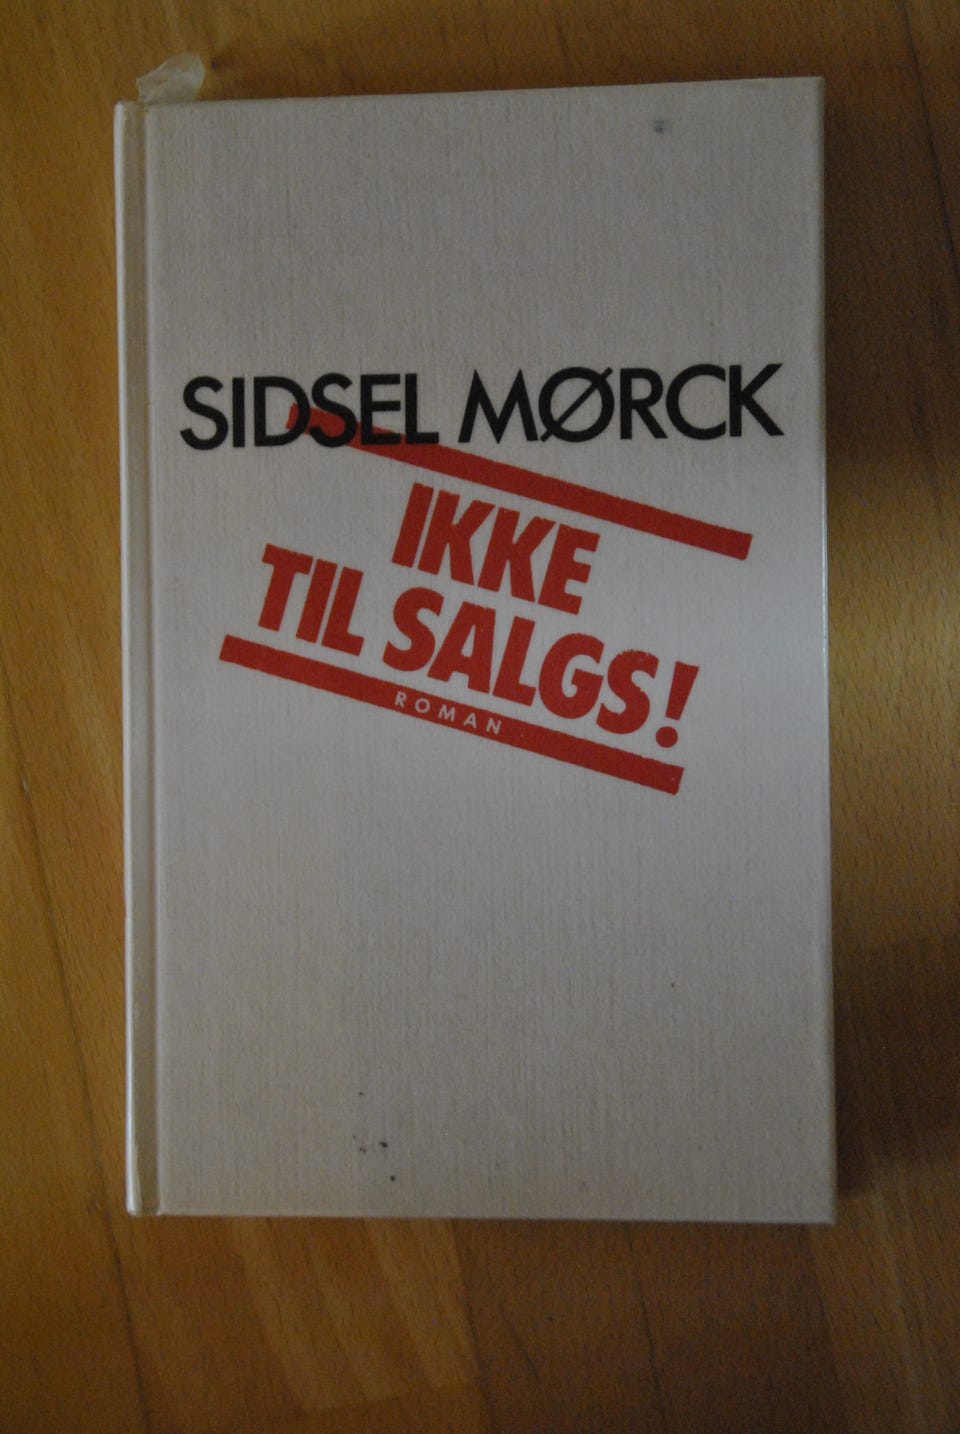 SIDSEL MØRCK
IKKE
TIL SALGS!
ROMAN